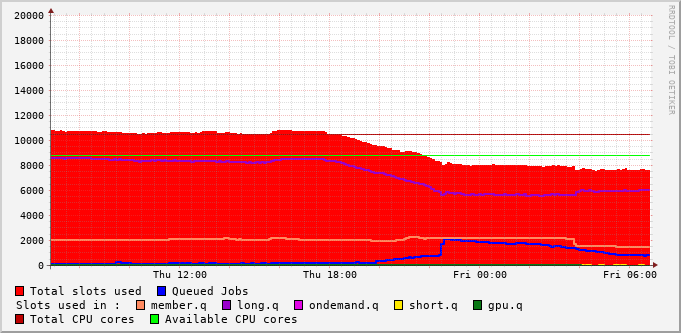 RRDTOOL / TOBI OETIKER
20000
18000
16000
14000
12000
10000
8000
6000
4000
2000
0
Thu 12:00 Thu 18:00 Fri 00:00 Fri 06:00
Total slots used Queued Jobs
Slots used in : member.q long.q ondemand.q short.q gpu.q
Total CPU cores Available CPU cores